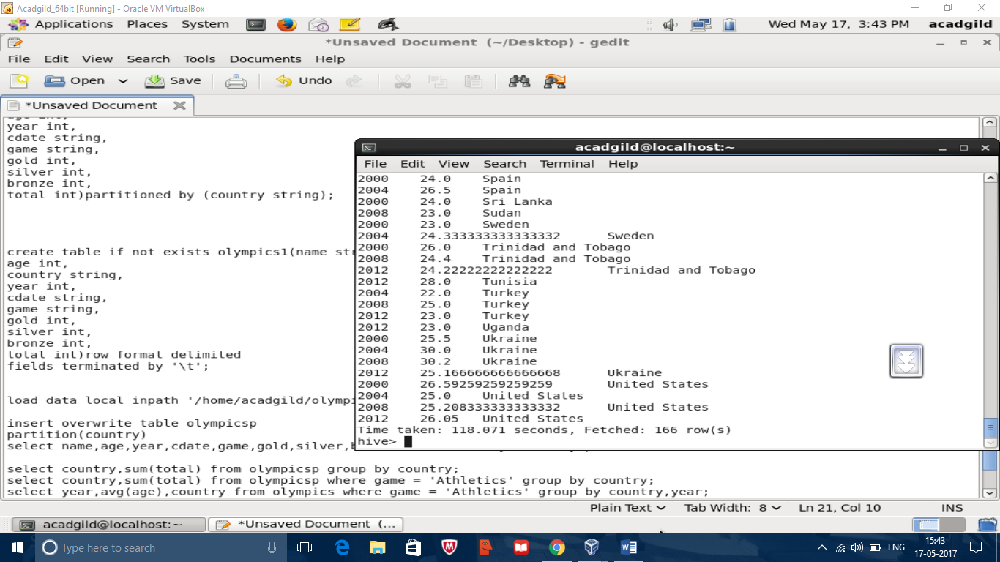 Acadgild_64bit [Running] - Oracle VM VirtualBox
Applications Places System Wed May 17, 3:43 PM acadgild
*Unsaved Document (~/Desktop) - gedit
File Edit View Search Tools Documents Help
Open Save Undo
*Unsaved Document
age int,
year int,
cdate string,
game string,
gold int,
silver int,
bronze int,
total int)partitioned by (country string);
create table if not exists olympics1(name str
age int,
country string,
year int,
cdate string,
game string,
gold int,
silver int,
bronze int,
total int)row format delimited
fields terminated by '\t';
load data local inpath '/home/acadgild/olympi
insert overwrite table olympicsp
partition(country)
select name,age,year,cdate,game,gold,silver,b
select country,sum(total) from olympicsp group by country;
select country,sum(total) from olympicsp where game = 'Athletics' group by country;
select year,avg(age),country from olympics where game = 'Athletics' group by country,year;
acadgild@localhost:~
File Edit View Search Terminal Help
2000 24.0 Spain
2004 26.5 Spain
2000 24.0 Sri Lanka
2008 23.0 Sudan
2000 23.0 Sweden
2004 24.333333333333332 Sweden
2000 26.0 Trinidad and Tobago
2008 24.4 Trinidad and Tobago
2012 24.22222222222222 Trinidad and Tobago
2012 28.0 Tunisia
2004 22.0 Turkey
2008 25.0 Turkey
2012 23.0 Turkey
2012 23.0 Uganda
2000 25.5 Ukraine
2004 30.0 Ukraine
2008 30.2 Ukraine
2012 25.166666666666668 Ukraine
2000 26.59259259259259 United States
2004 25.0 United States
2008 25.208333333333332 United States
2012 26.05 United States
Time taken: 118.071 seconds, Fetched: 166 row(s)
hive>
Plain Text Tab Width: 8 Ln 21, Col 10 INS
acadgild@localhost:~ *Unsaved Document (...
Type here to search ENG 15:43
17-05-2017